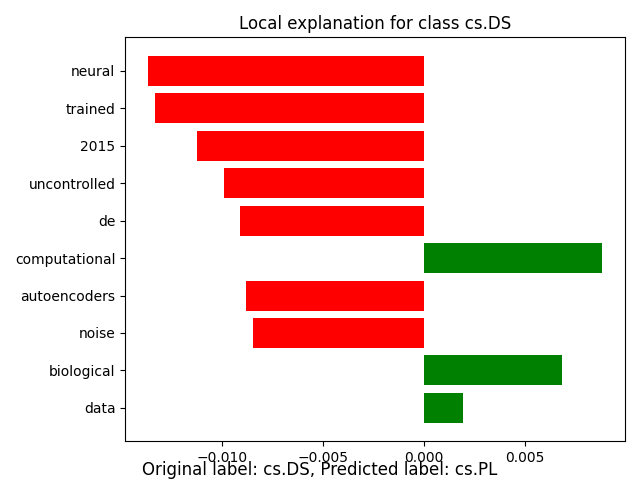 Local explanation for class cs.DS
neural
trained
2015
uncontrolled
de
computational
autoencoders
noise
biological
data
−0.010 −0.005 0.000 0.005
Original label: cs.DS, Predicted label: cs.PL